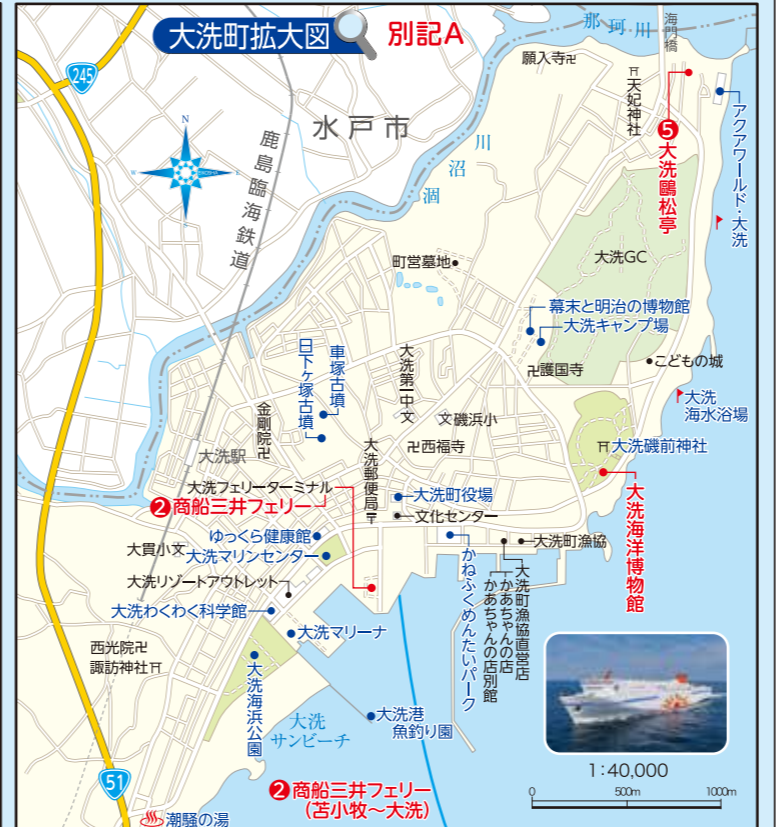 大洗町拡大図
別記A
那珂川
海門橋
245
願入寺卍
天妃神社
❺大洗鷗松亭
アクアワールド・大洗
N
水戸市
鹿島臨海鉄道
涸沼川
大洗GC
町営墓地
幕末と明治の博物館
大洗キャンプ場
こどもの城
卍護国寺
車塚古墳
日下ヶ塚古墳
大洗第一中文
文磯浜小
大洗
海水浴場
金剛院卍
卍西福寺
大洗磯前神社
大洗駅
大洗郵便局〒
大洗フェリーターミナル
❷商船三井フェリー
大洗町役場
文化センター
大洗海洋博物館
ゆっくら健康館
大洗町漁協
大貫小文
大洗マリンセンター
かねふくめんたいパーク
大洗町漁協直営店
かあちゃんの店
かあちゃんの店別館
大洗リゾートアウトレット
大洗わくわく科学館
大洗マリーナ
西光院卍
諏訪神社
大洗海浜公園
大洗
サンビーチ
大洗港
魚釣り園
1:40,000
0 500m 1000m
51
❷商船三井フェリー
(苫小牧〜大洗)
潮騒の湯